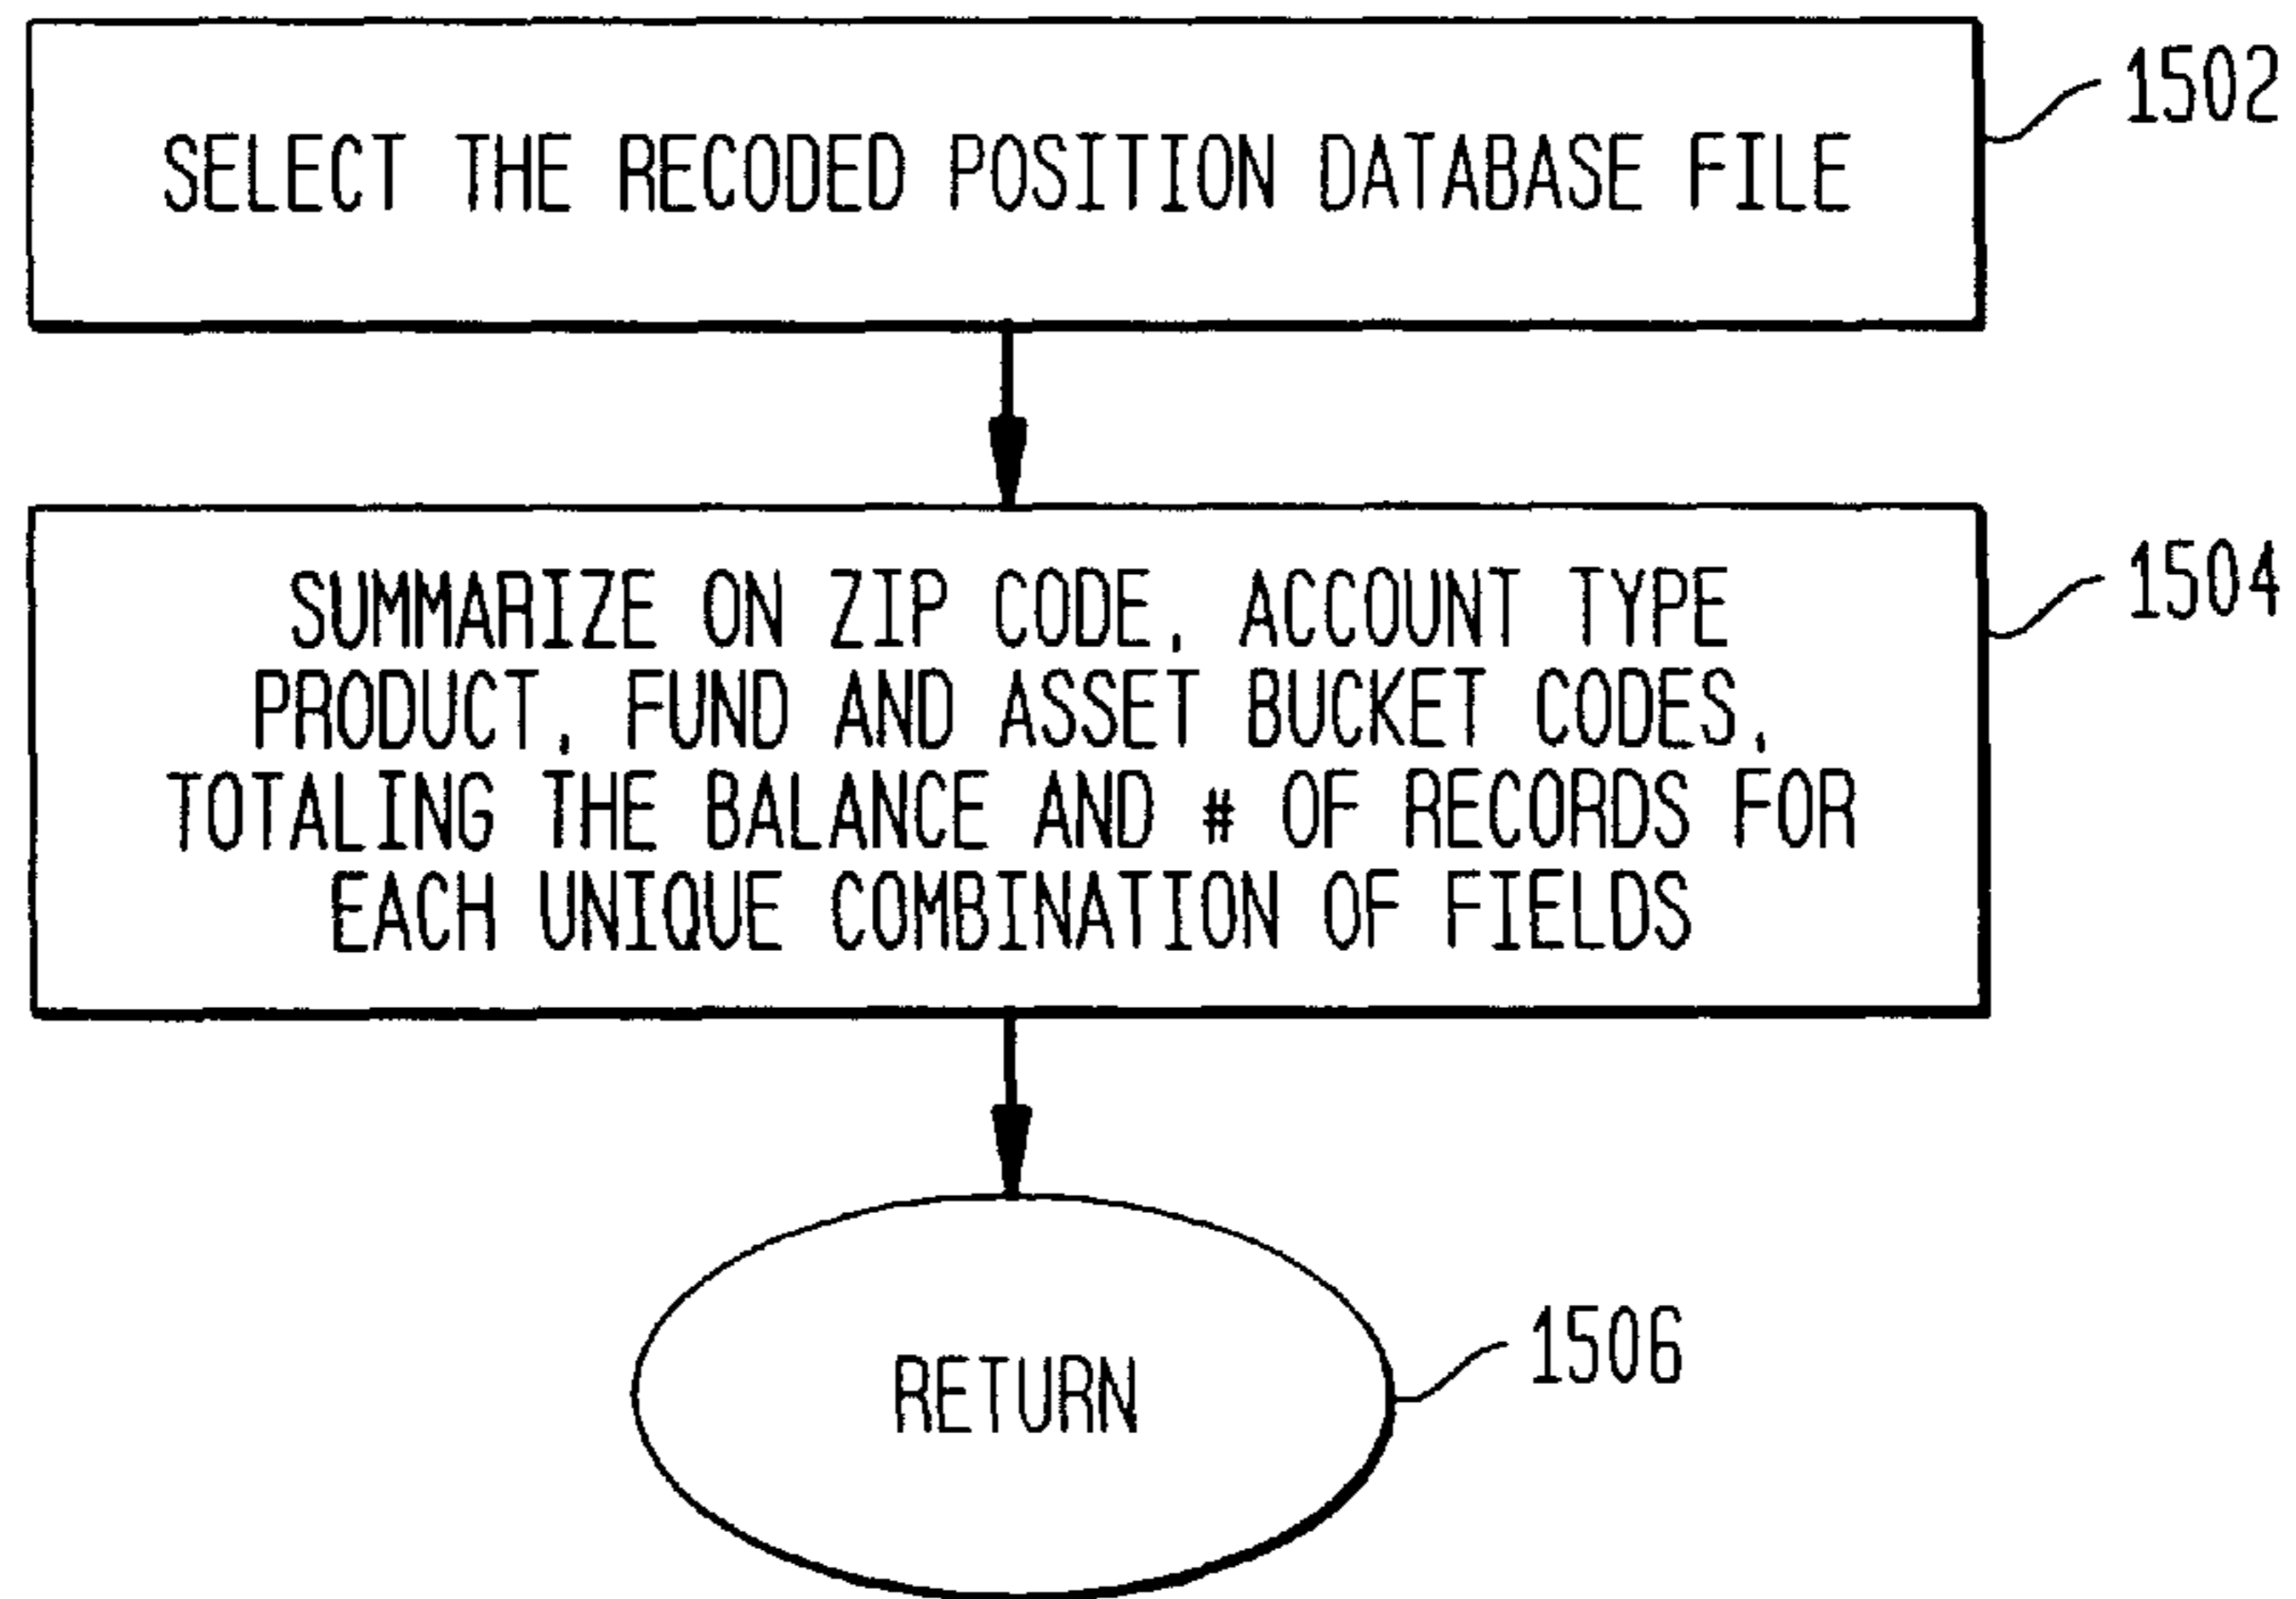 SELECT THE RECODED POSITION DATABASE FILE
1502
SUMMARIZE ON ZIP CODE, ACCOUNT TYPE
PRODUCT, FUND AND ASSET BUCKET CODES,
TOTALING THE BALANCE AND # OF RECORDS FOR
EACH UNIQUE COMBINATION OF FIELDS
1504
RETURN
1506